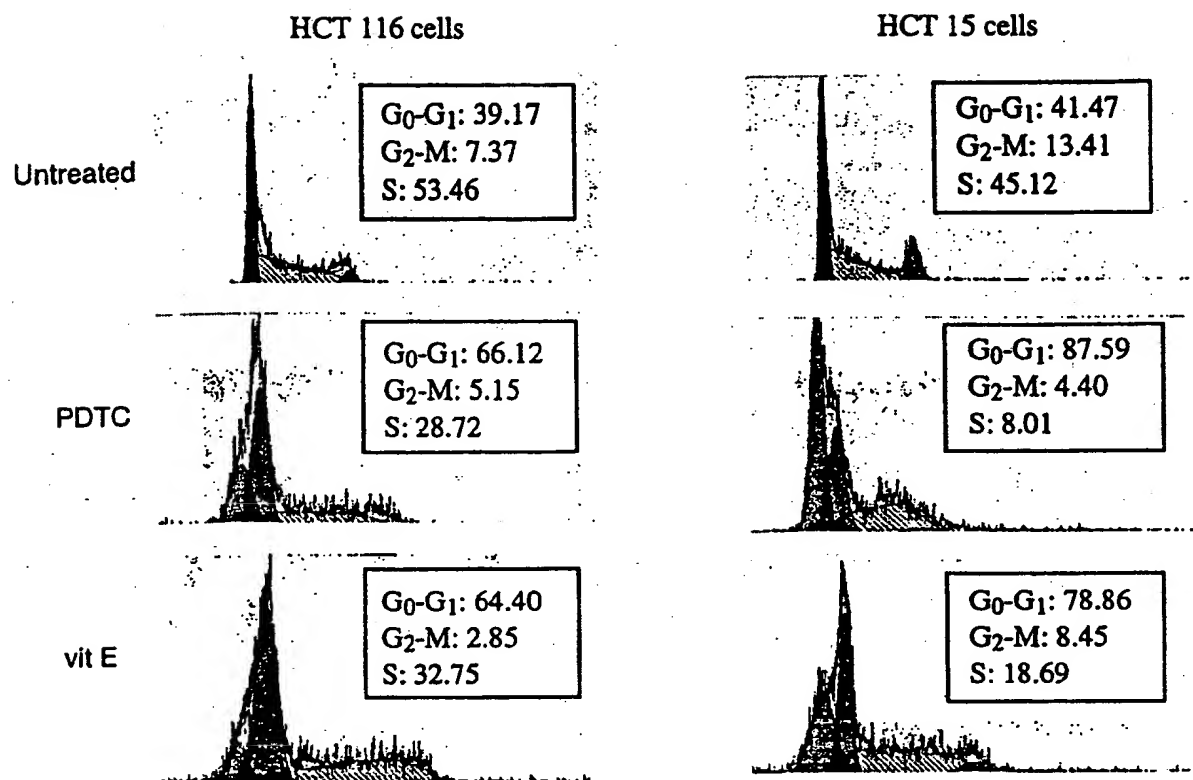 HCT 116 cells
HCT 15 cells
Untreated
G0-G1: 39.17
G2-M: 7.37
S: 53.46
G0-G1: 41.47
G2-M: 13.41
S: 45.12
PDTC
G0-G1: 66.12
G2-M: 5.15
S: 28.72
G0-G1: 87.59
G2-M: 4.40
S: 8.01
vit E
G0-G1: 64.40
G2-M: 2.85
S: 32.75
G0-G1: 78.86
G2-M: 8.45
S: 18.69